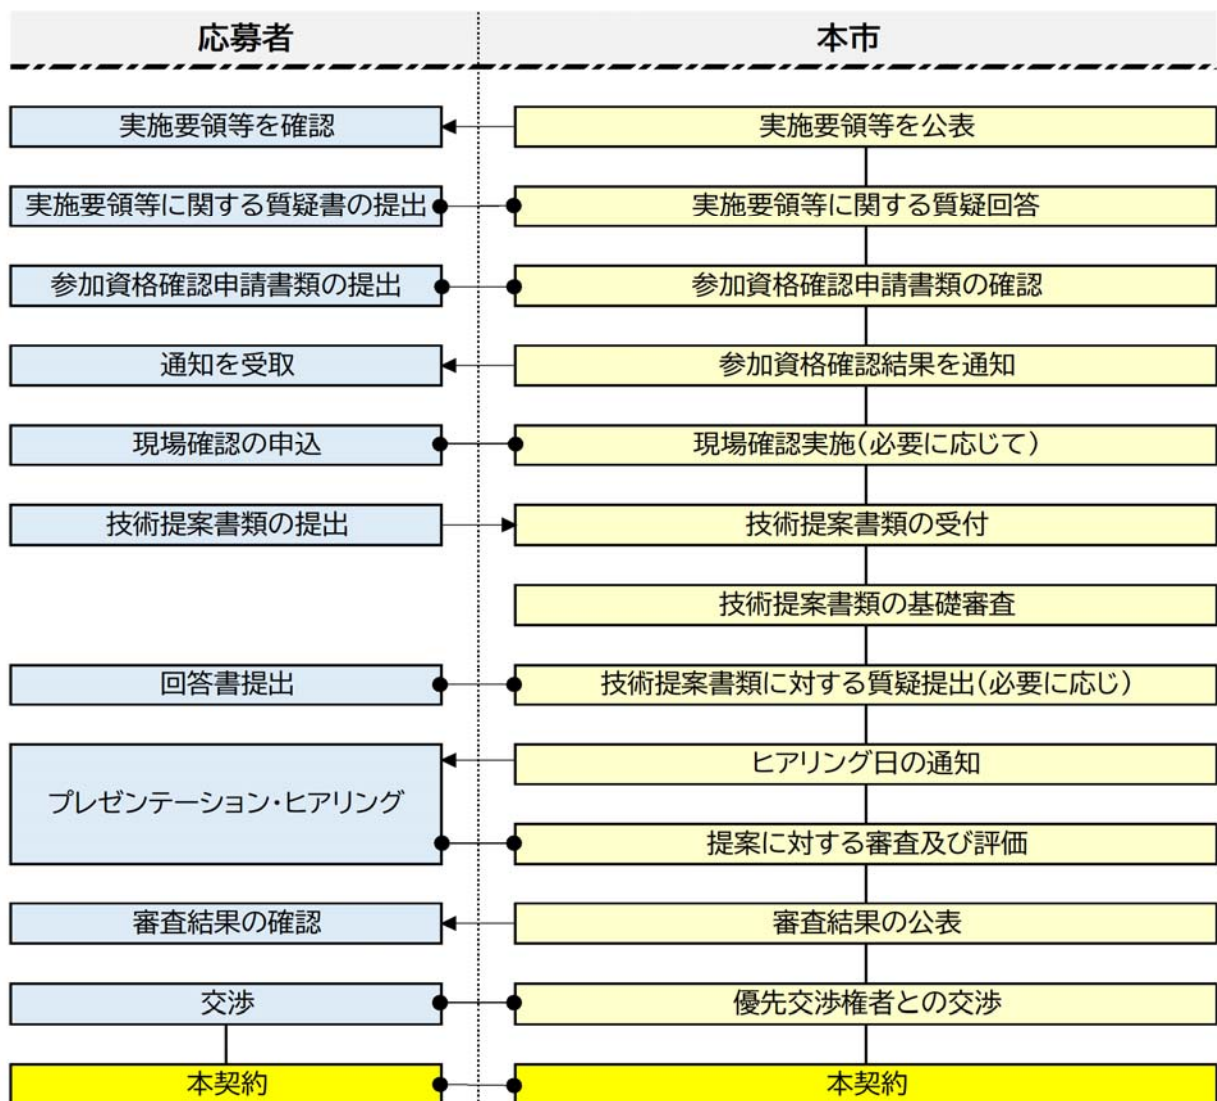 応募者
本市
実施要領等を確認
実施要領等を公表
実施要領等に関する質疑書の提出
実施要領等に関する質疑回答
参加資格確認申請書類の提出
参加資格確認申請書類の確認
通知を受取
参加資格確認結果を通知
現場確認の申込
現場確認実施(必要に応じて)
技術提案書類の提出
技術提案書類の受付
技術提案書類の基礎審査
回答書提出
技術提案書類に対する質疑提出(必要に応じ)
ヒアリング日の通知
プレゼンテーション・ヒアリング
提案に対する審査及び評価
審査結果の確認
審査結果の公表
交渉
優先交渉権者との交渉
本契約
本契約